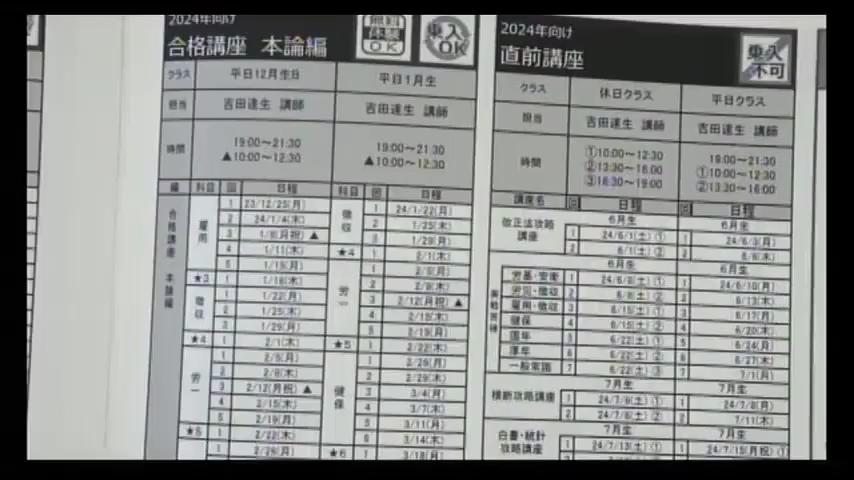 2024年向け
合格講座 本論編
無料
体験
OK
東入
OK
クラス 平日12月生日 平日1月生
担当 吉田達生 講師 吉田達生 講師
時間 19:00～21:30 19:00～21:30
▲10:00～12:30 ▲10:00～12:30
編 科目 回 日程 科目 回 日程
合格講座 本論編
雇用
1 23/12/25(月)
2 24/1/4(木)
3 1/8(月祝) ▲
4 1/11(木)
5 1/15(月)
★3 1 1/18(木)
徴収
1 1/22(月)
2 1/25(木)
3 1/29(月)
★4 1 2/1(木)
労一
1 2/5(月)
2 2/8(木)
3 2/12(月祝) ▲
4 2/15(木)
5 2/19(月)
★5 1 2/22(木)
1 2/26(月)
徴収
1 24/1/22(月)
2 1/25(木)
3 1/29(月)
★4 1 2/1(木)
労一
1 2/5(月)
2 2/8(木)
3 2/12(月祝) ▲
4 2/15(木)
5 2/19(月)
★5 1 2/22(木)
健保
1 2/26(月)
2 2/29(木)
3 3/4(月)
4 3/7(木)
5 3/11(月)
6 3/14(木)
★6 1 3/18(月)
2024年向け
直前講座
東入
不可
クラス 休日クラス 平日クラス
担当 吉田達生 講師 吉田達生 講師
時間 ①10:00～12:30 19:00～21:30
②13:30～16:00 ①10:00～12:30
③16:30～19:00 ②13:30～16:00
講座名 回 日程 回 日程
改正法攻略
講座
6月生 6月生
1 24/6/1(土) ① 1 24/6/3(月)
2 6/1(土) ② 2 6/6(木)
6月生 6月生
労基・安衛 1 24/6/8(土) ① 1 24/6/10(月)
労災・徴収 2 6/8(土) ② 2 6/13(木)
雇用・徴収 3 6/15(土) ① 3 6/17(月)
健保 4 6/15(土) ② 4 6/20(木)
国年 5 6/22(土) ① 5 6/24(月)
厚年 6 6/22(土) ② 6 6/27(木)
一般常識 7 6/22(土) ③ 7 7/1(月)
横断攻略講座
7月生 7月生
1 24/7/6(土) ① 1 24/7/8(月)
2 7/6(土) ② 2 7/11(木)
白書・統計
攻略講座
7月生 7月生
1 24/7/13(土) ① 1 24/7/15(月祝) ①